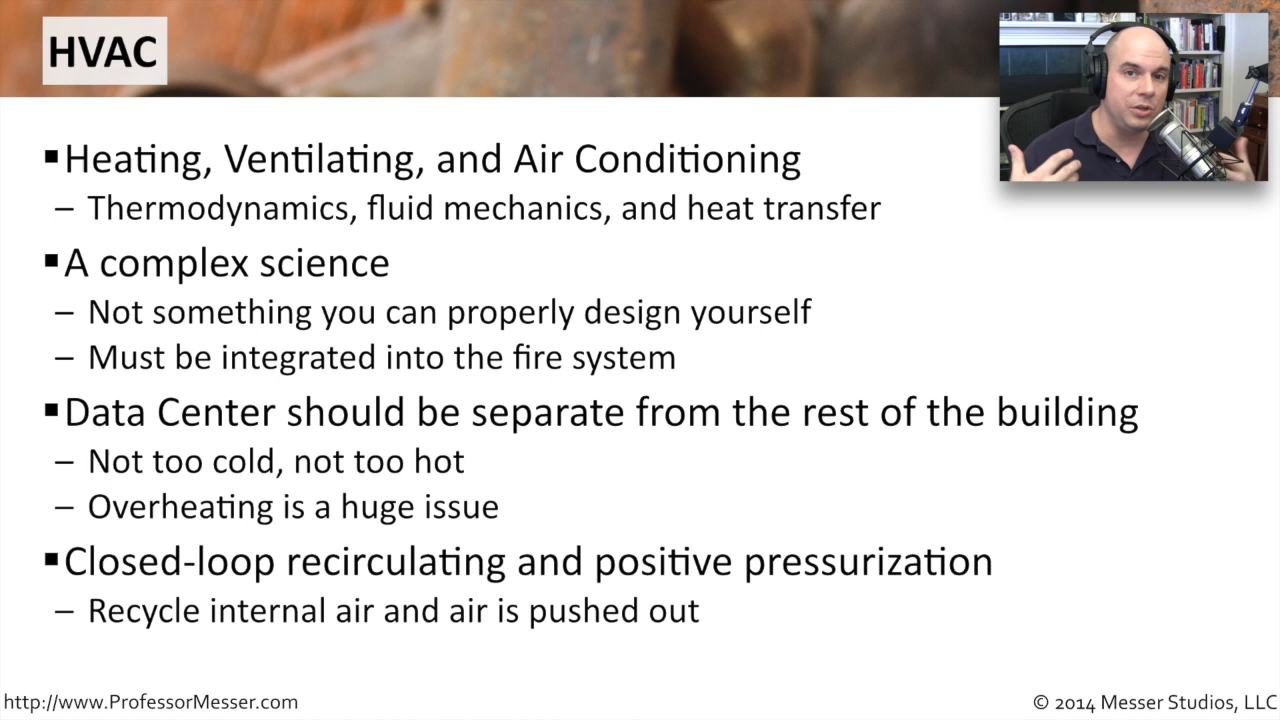 HVAC
▪Heating, Ventilating, and Air Conditioning
– Thermodynamics, fluid mechanics, and heat transfer
▪A complex science
– Not something you can properly design yourself
– Must be integrated into the fire system
▪Data Center should be separate from the rest of the building
– Not too cold, not too hot
– Overheating is a huge issue
▪Closed-loop recirculating and positive pressurization
– Recycle internal air and air is pushed out
http://www.ProfessorMesser.com
© 2014 Messer Studios, LLC